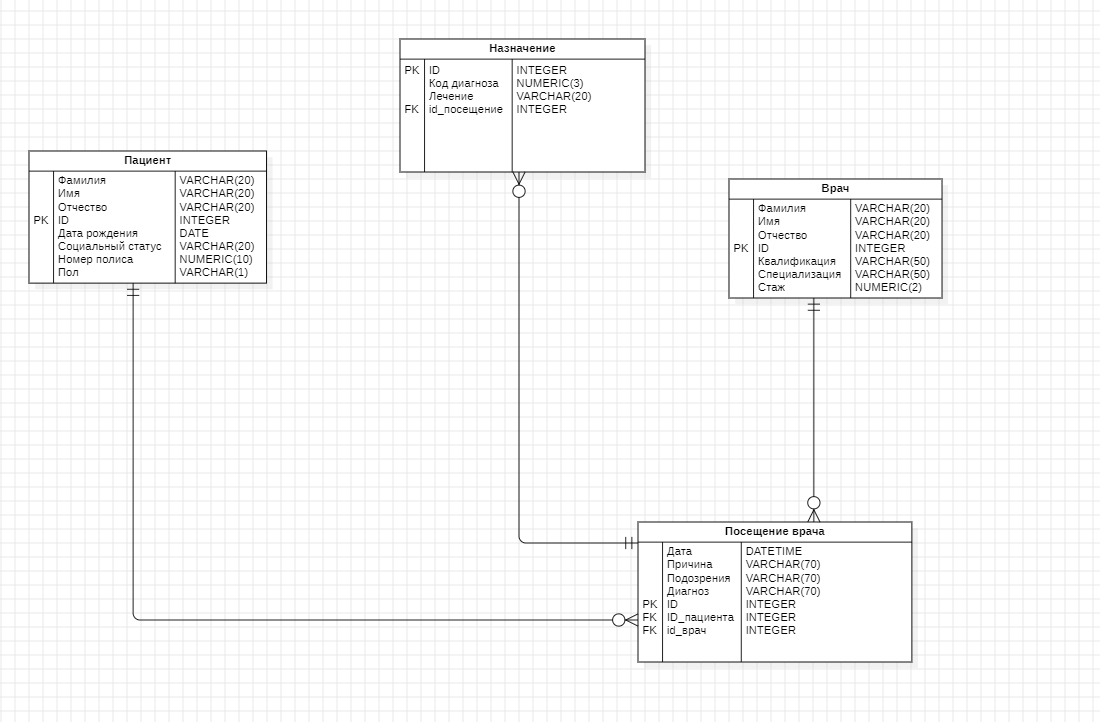 Назначение
PK ID INTEGER
Код диагноза NUMERIC(3)
Лечение VARCHAR(20)
FK id_посещение INTEGER
Пациент
Фамилия VARCHAR(20)
Имя VARCHAR(20)
Отчество VARCHAR(20)
PK ID INTEGER
Дата рождения DATE
Социальный статус VARCHAR(20)
Номер полиса NUMERIC(10)
Пол VARCHAR(1)
Врач
Фамилия VARCHAR(20)
Имя VARCHAR(20)
Отчество VARCHAR(20)
PK ID INTEGER
Квалификация VARCHAR(50)
Специализация VARCHAR(50)
Стаж NUMERIC(2)
Посещение врача
Дата DATETIME
Причина VARCHAR(70)
Подозрения VARCHAR(70)
Диагноз VARCHAR(70)
PK ID INTEGER
FK ID_пациента INTEGER
FK id_врач INTEGER